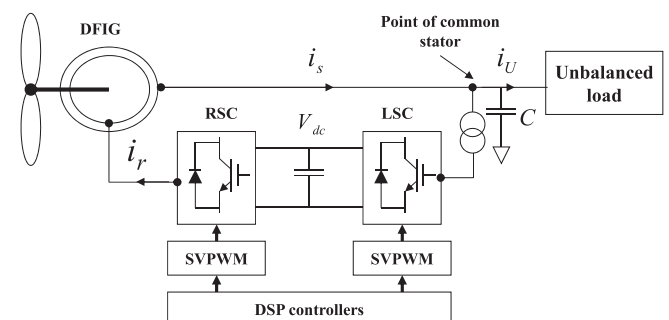 DFIG
Point of common
stator
i_s
i_U
Unbalanced
load
RSC
V_dc
LSC
C
i_r
SVPWM
SVPWM
DSP controllers